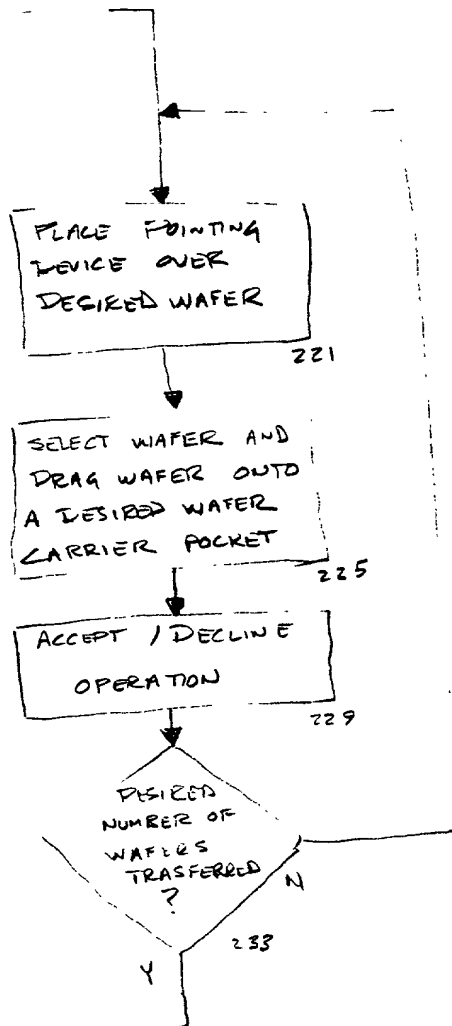 PLACE POINTING
DEVICE OVER
DESIRED WAFER
221
SELECT WAFER AND
DRAG WAFER ONTO
A DESIRED WAFER
CARRIER POCKET
225
ACCEPT / DECLINE
OPERATION
229
DESIRED
NUMBER OF
WAFERS
TRASFERRED
?
N
233
Y